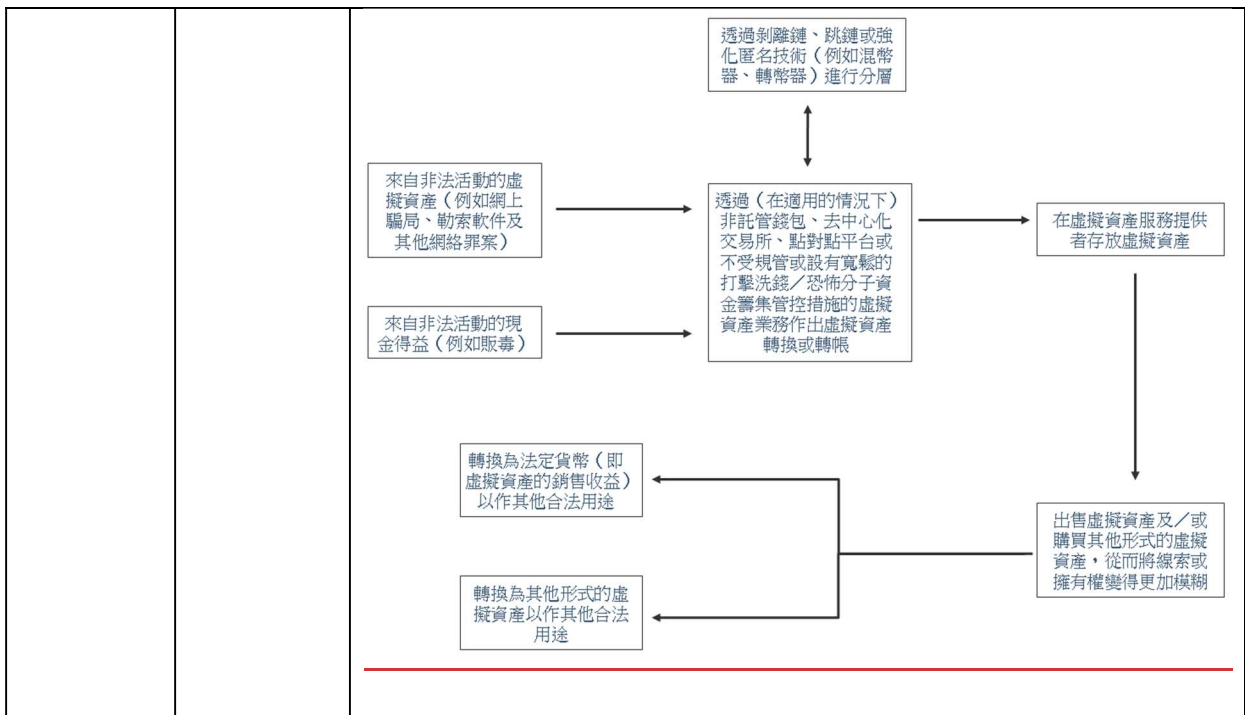 透過剝離鏈、跳鏈或強
化匿名技術（例如混幣
器、轉幣器）進行分層
來自非法活動的虛
擬資產（例如網上
騙局、勒索軟件及
其他網絡罪案）
透過（在適用的情況下）
非託管錢包、去中心化
交易所、點對點平台或
不受規管或設有寬鬆的
打擊洗錢／恐怖分子資
金籌集管控措施的虛擬
資產業務作出虛擬資產
轉換或轉帳
在虛擬資產服務提供
者存放虛擬資產
來自非法活動的現
金得益（例如販毒）
轉換為法定貨幣（即
虛擬資產的銷售收益）
以作其他合法用途
出售虛擬資產及／或
購買其他形式的虛擬
資產，從而將線索或
擁有權變得更加模糊
轉換為其他形式的虛
擬資產以作其他合法
用途